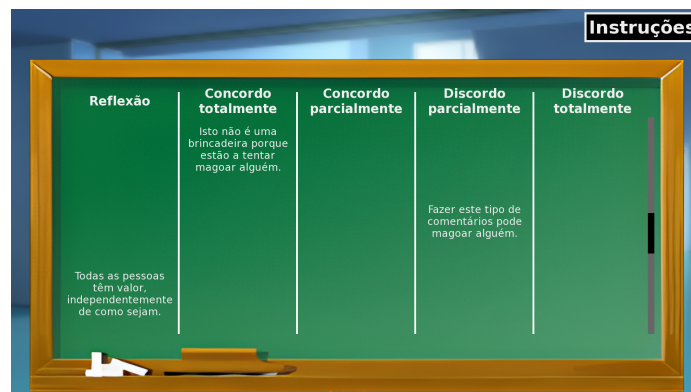 Instruções
Reflexão
Concordo
totalmente
Concordo
parcialmente
Discordo
parcialmente
Discordo
totalmente
Isto não é uma
brincadeira porque
estão a tentar
magoar alguém.
Fazer este tipo de
comentários pode
magoar alguém.
Todas as pessoas
têm valor,
independentemente
de como sejam.